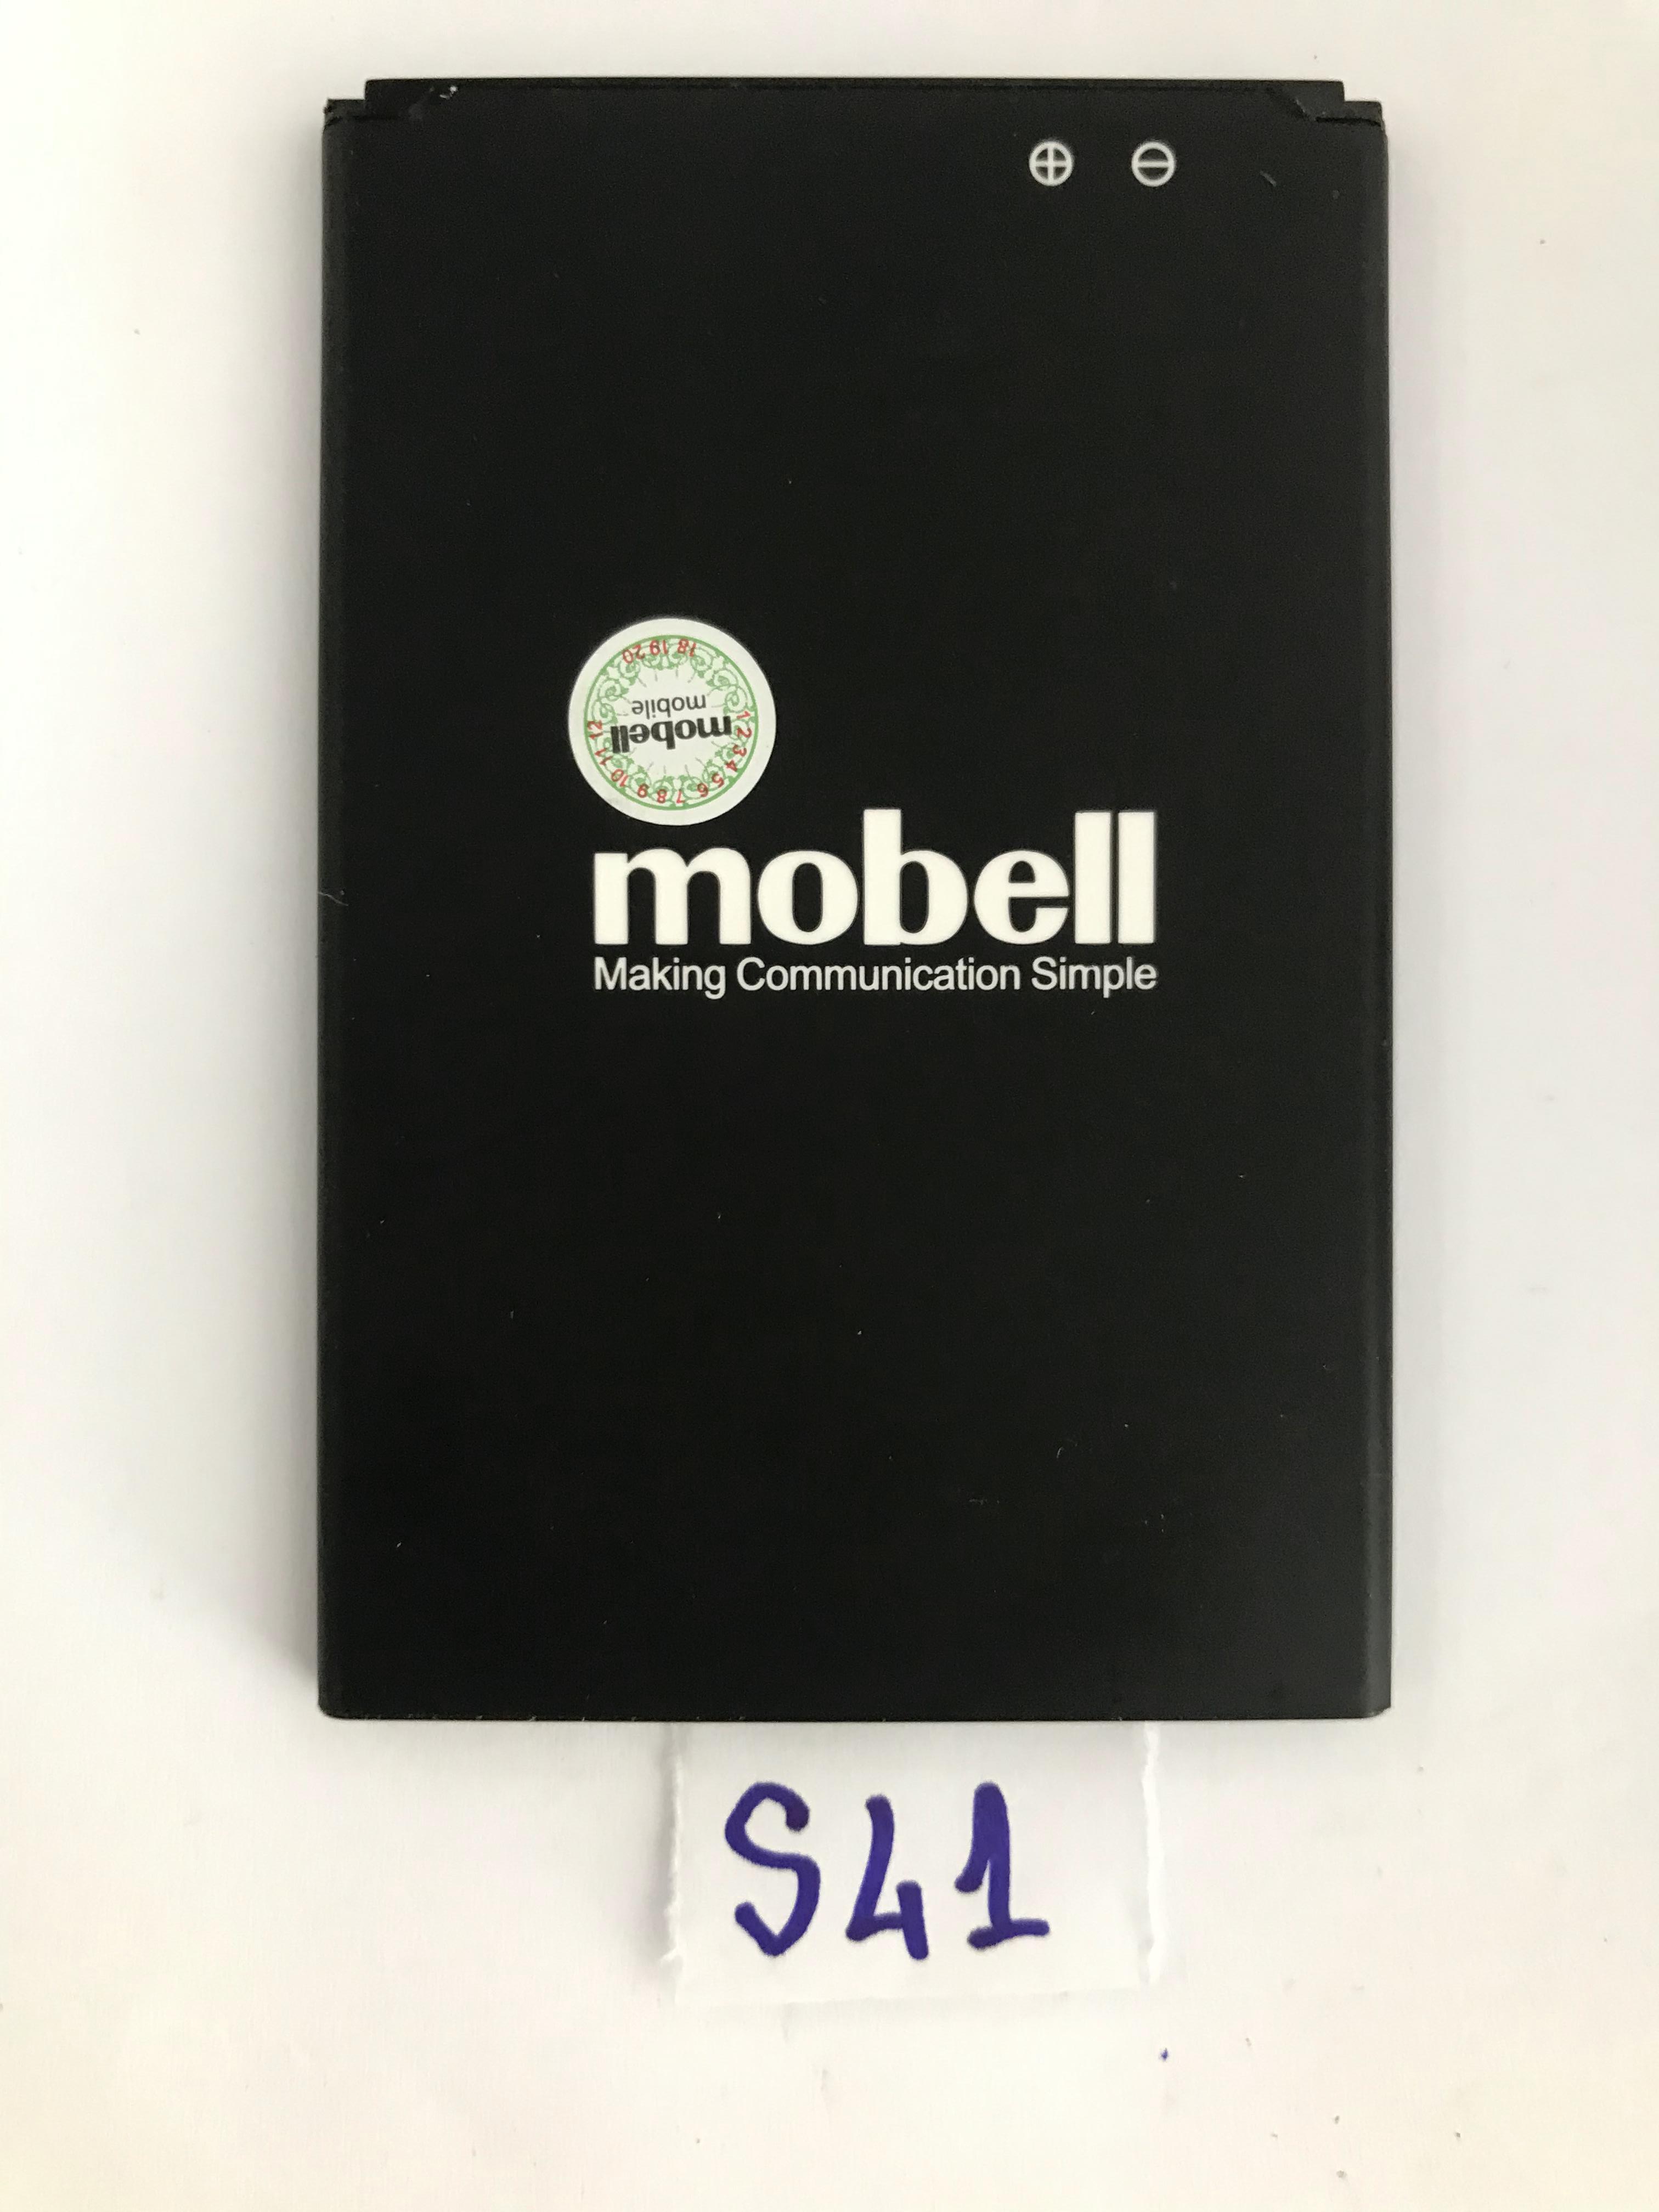 ⊕ ⊖
18 19 20
mobile
mobell
1 2 3 4 5 6 7 8 9 10 11 12
mobell
Making Communication Simple
S41